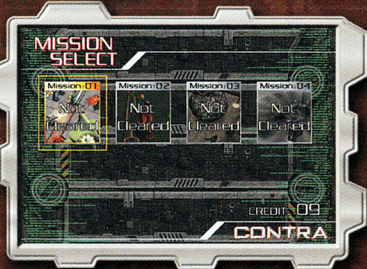 MISSION
SELECT
Mission:01 Mission:02 Mission:03 Mission:04
Not Not Not Not
Cleared Cleared Cleared Cleared
CREDIT 09
CONTRA